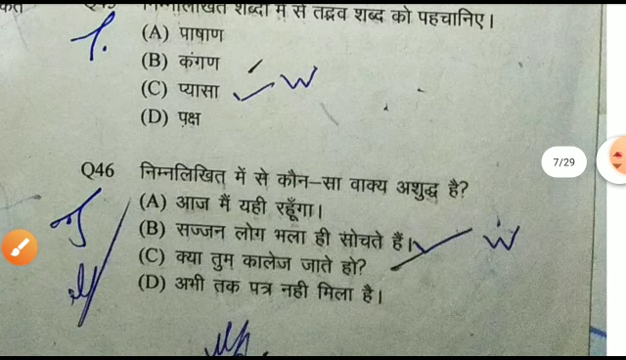 निम्नलिखित शब्दों में से तद्भव शब्द को पहचानिए।
(A) पाषाण
(B) कंगण
(C) प्यासा
(D) पक्ष
7/29
Q46 निम्नलिखित में से कौन–सा वाक्य अशुद्ध है?
(A) आज मैं यही रहूँगा।
(B) सज्जन लोग भला ही सोचते हैं।
(C) क्या तुम कालेज जाते हो?
(D) अभी तक पत्र नही मिला है।